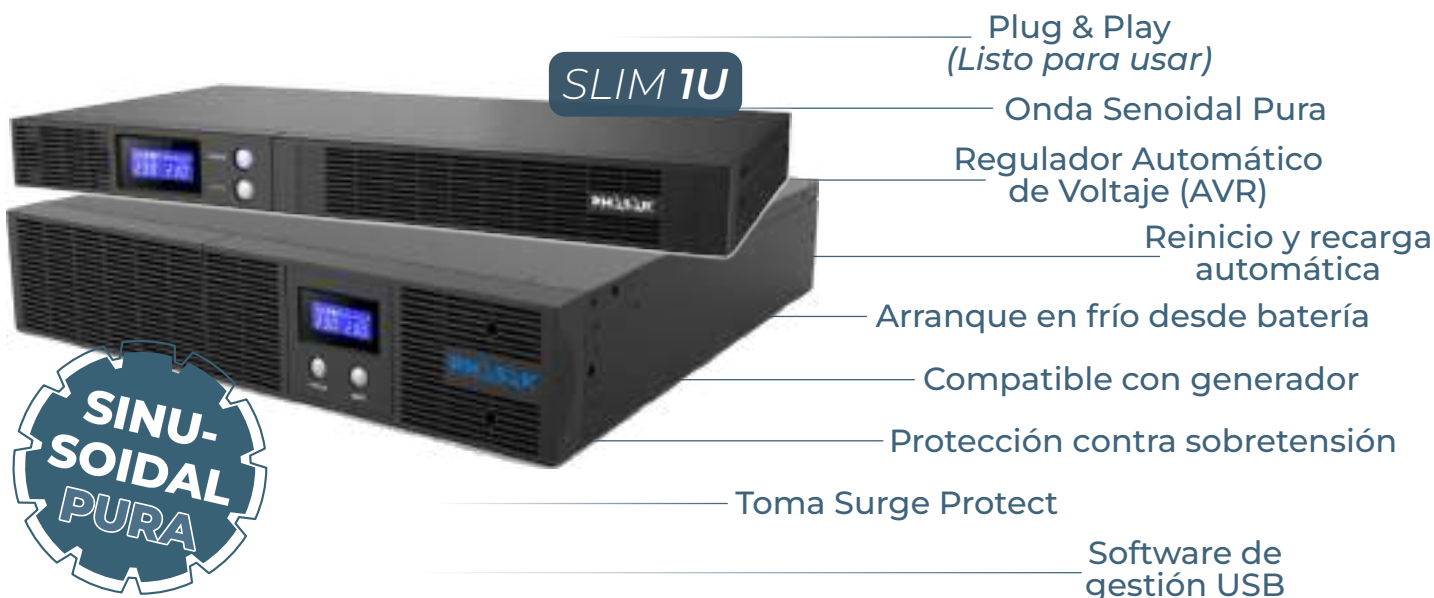 Plug & Play
(Listo para usar)
SLIM 1U
Onda Senoidal Pura
Regulador Automático
de Voltaje (AVR)
Reinicio y recarga
automática
Arranque en frío desde batería
Compatible con generador
Protección contra sobretensión
SINU-
SOIDAL
PURA
Toma Surge Protect
Software de
gestión USB